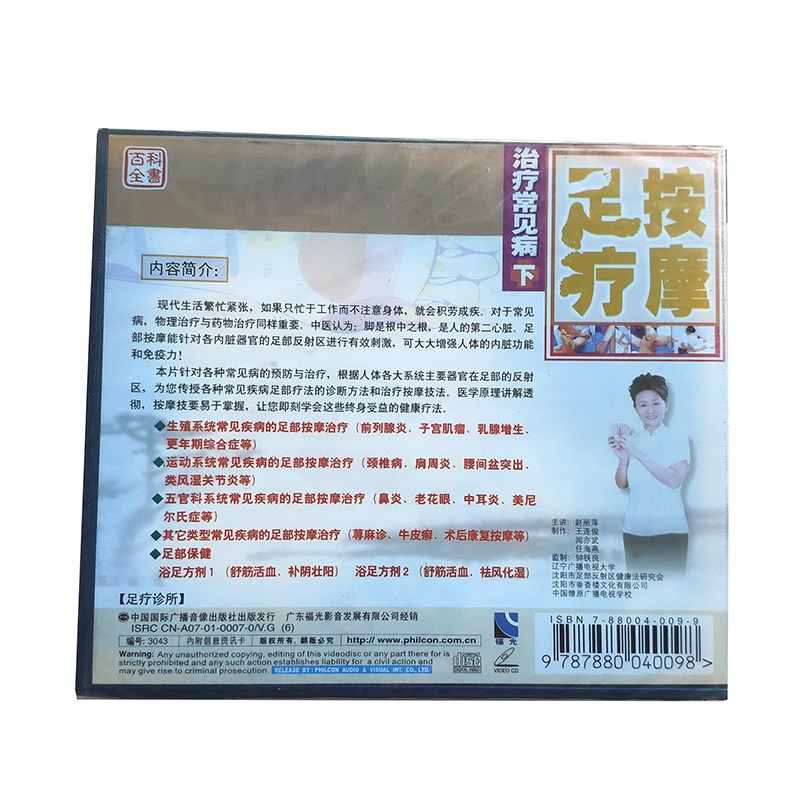 百科
全書
治疗常见病 下
足疗
按摩
内容简介:
现代生活繁忙紧张，如果只忙于工作而不注意身体，就会积劳成疾。对于常见
病，物理治疗与药物治疗同样重要。中医认为：脚是根中之根，是人的第二心脏。足
部按摩能针对各内脏器官的足部反射区进行有效刺激，可大大增强人体的内脏功能
和免疫力！
本片针对各种常见病的预防与治疗，根据人体各大系统主要器官在足部的反射
区，为您传授各种常见疾病足部疗法的诊断方法和治疗按摩技法。医学原理讲解透
彻，按摩技要易于掌握，让您即刻学会这些终身受益的健康疗法。
◆生殖系统常见疾病的足部按摩治疗（前列腺炎、子宫肌瘤、乳腺增生、
更年期综合症等）
◆运动系统常见疾病的足部按摩治疗（颈椎病、肩周炎、腰间盆突出、
类风湿关节炎等）
◆五官科系统常见疾病的足部按摩治疗（鼻炎、老花眼、中耳炎、美尼
尔氏症等）
◆其它类型常见疾病的足部按摩治疗（荨麻诊、牛皮癣、术后康复按摩等）
◆足部保健
浴足方剂1（舒筋活血、补阴壮阳） 浴足方剂2（舒筋活血、祛风化湿）
【足疗诊所】
主讲：赵丽萍
制作：王连俊
闻亦武
任海燕
监制：钟铁良
辽宁广播电视大学
沈阳市足部反射区健康法研究会
沈阳市垂香楼文化有限公司
中国燎原广播电视学校
中国国际广播音像出版社出版发行 广东福光影音发展有限公司经销
ISRC CN-A07-01-0007-0/V.G (6)
编号: 3043 内附信息资讯卡 版权所有，翻版必究 http://www.philcon.com.cn
Warning: Any unauthorized copying, editing of this videodisc or any part there for is
strictly prohibited.and any such action establishes liability for a civil action and
may give rise to criminal prosecution. RELEASE BY: PHILCON AUDIO & VISUAL INT. CO., LTD.
COMPACT
disc
DIGITAL VIDEO
福光
VIDEO CD
ISBN 7-88004-009-9
9 787880 040098 >